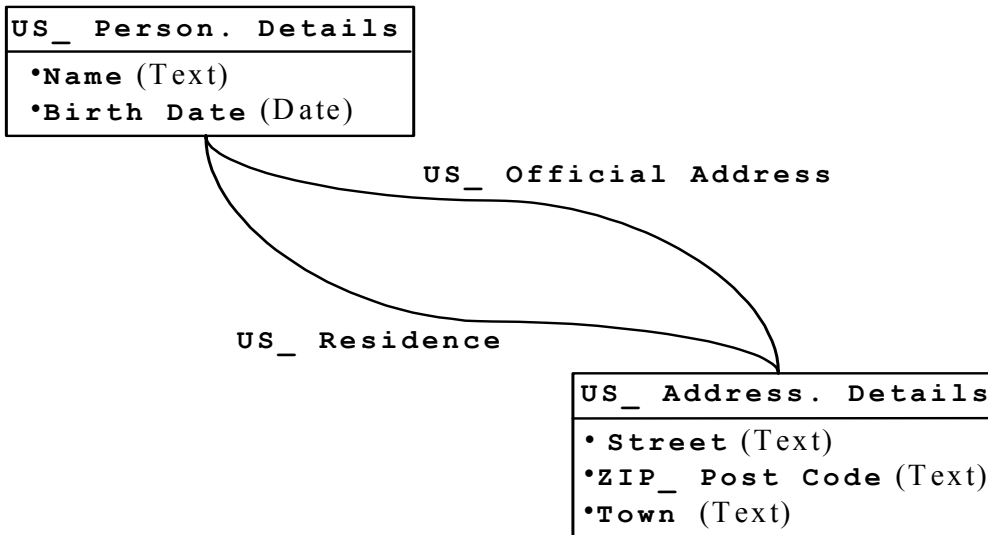 US_ Person. Details
•Name (Text)
•Birth Date (Date)
US_ Official Address
US_ Residence
US_ Address. Details
• Street (Text)
•ZIP_ Post Code (Text)
•Town (Text)